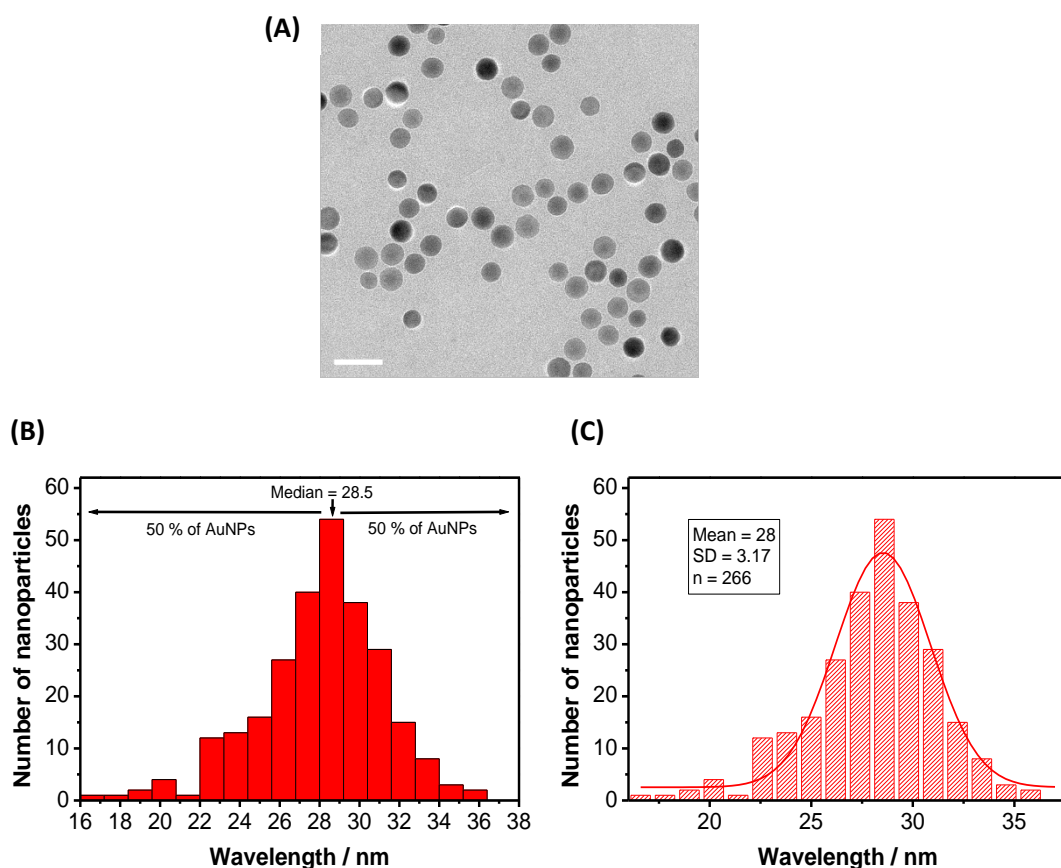 (A)
(B)
(C)
Number of nanoparticles
60
50
40
30
20
10
0
Median = 28.5
50 % of AuNPs
50 % of AuNPs
16 18 20 22 24 26 28 30 32 34 36 38
Wavelength / nm
Number of nanoparticles
60
50
40
30
20
10
0
Mean = 28
SD = 3.17
n = 266
20 25 30 35
Wavelength / nm